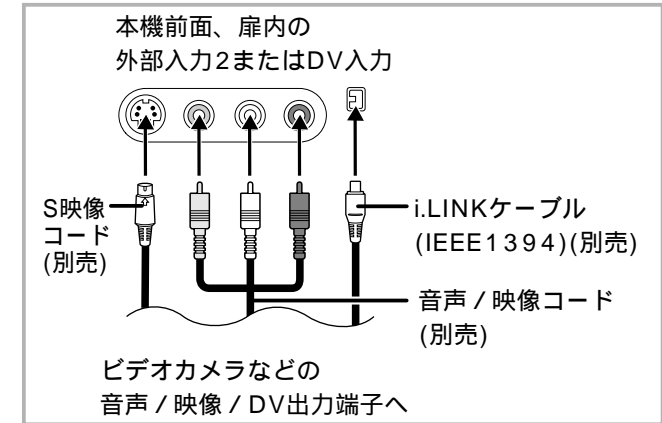 本機前面、扉内の
外部入力2またはDV入力
S映像
コード
(別売)
i.LINKケーブル
(IEEE1394)(別売)
音声/映像コード
(別売)
ビデオカメラなどの
音声/映像/DV出力端子へ